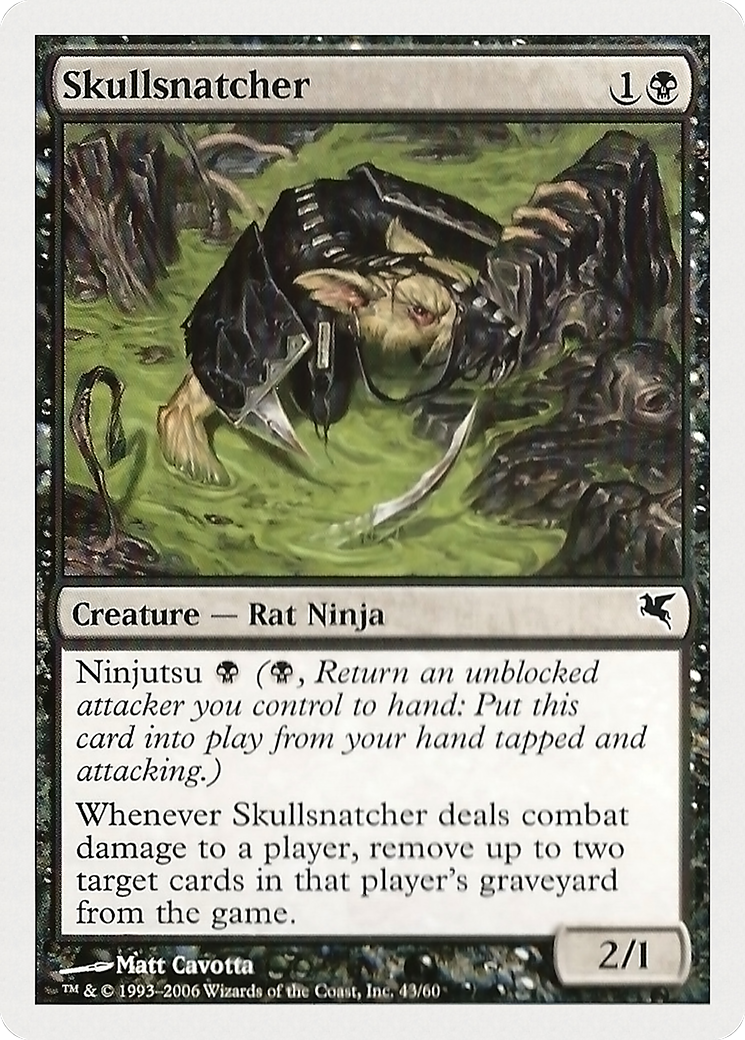 Skullsnatcher 1
Creature — Rat Ninja
Ninjutsu (, Return an unblocked
attacker you control to hand: Put this
card into play from your hand tapped and
attacking.)
Whenever Skullsnatcher deals combat
damage to a player, remove up to two
target cards in that player's graveyard
from the game.
2/1
Matt Cavotta
™ & © 1993–2006 Wizards of the Coast, Inc. 43/60